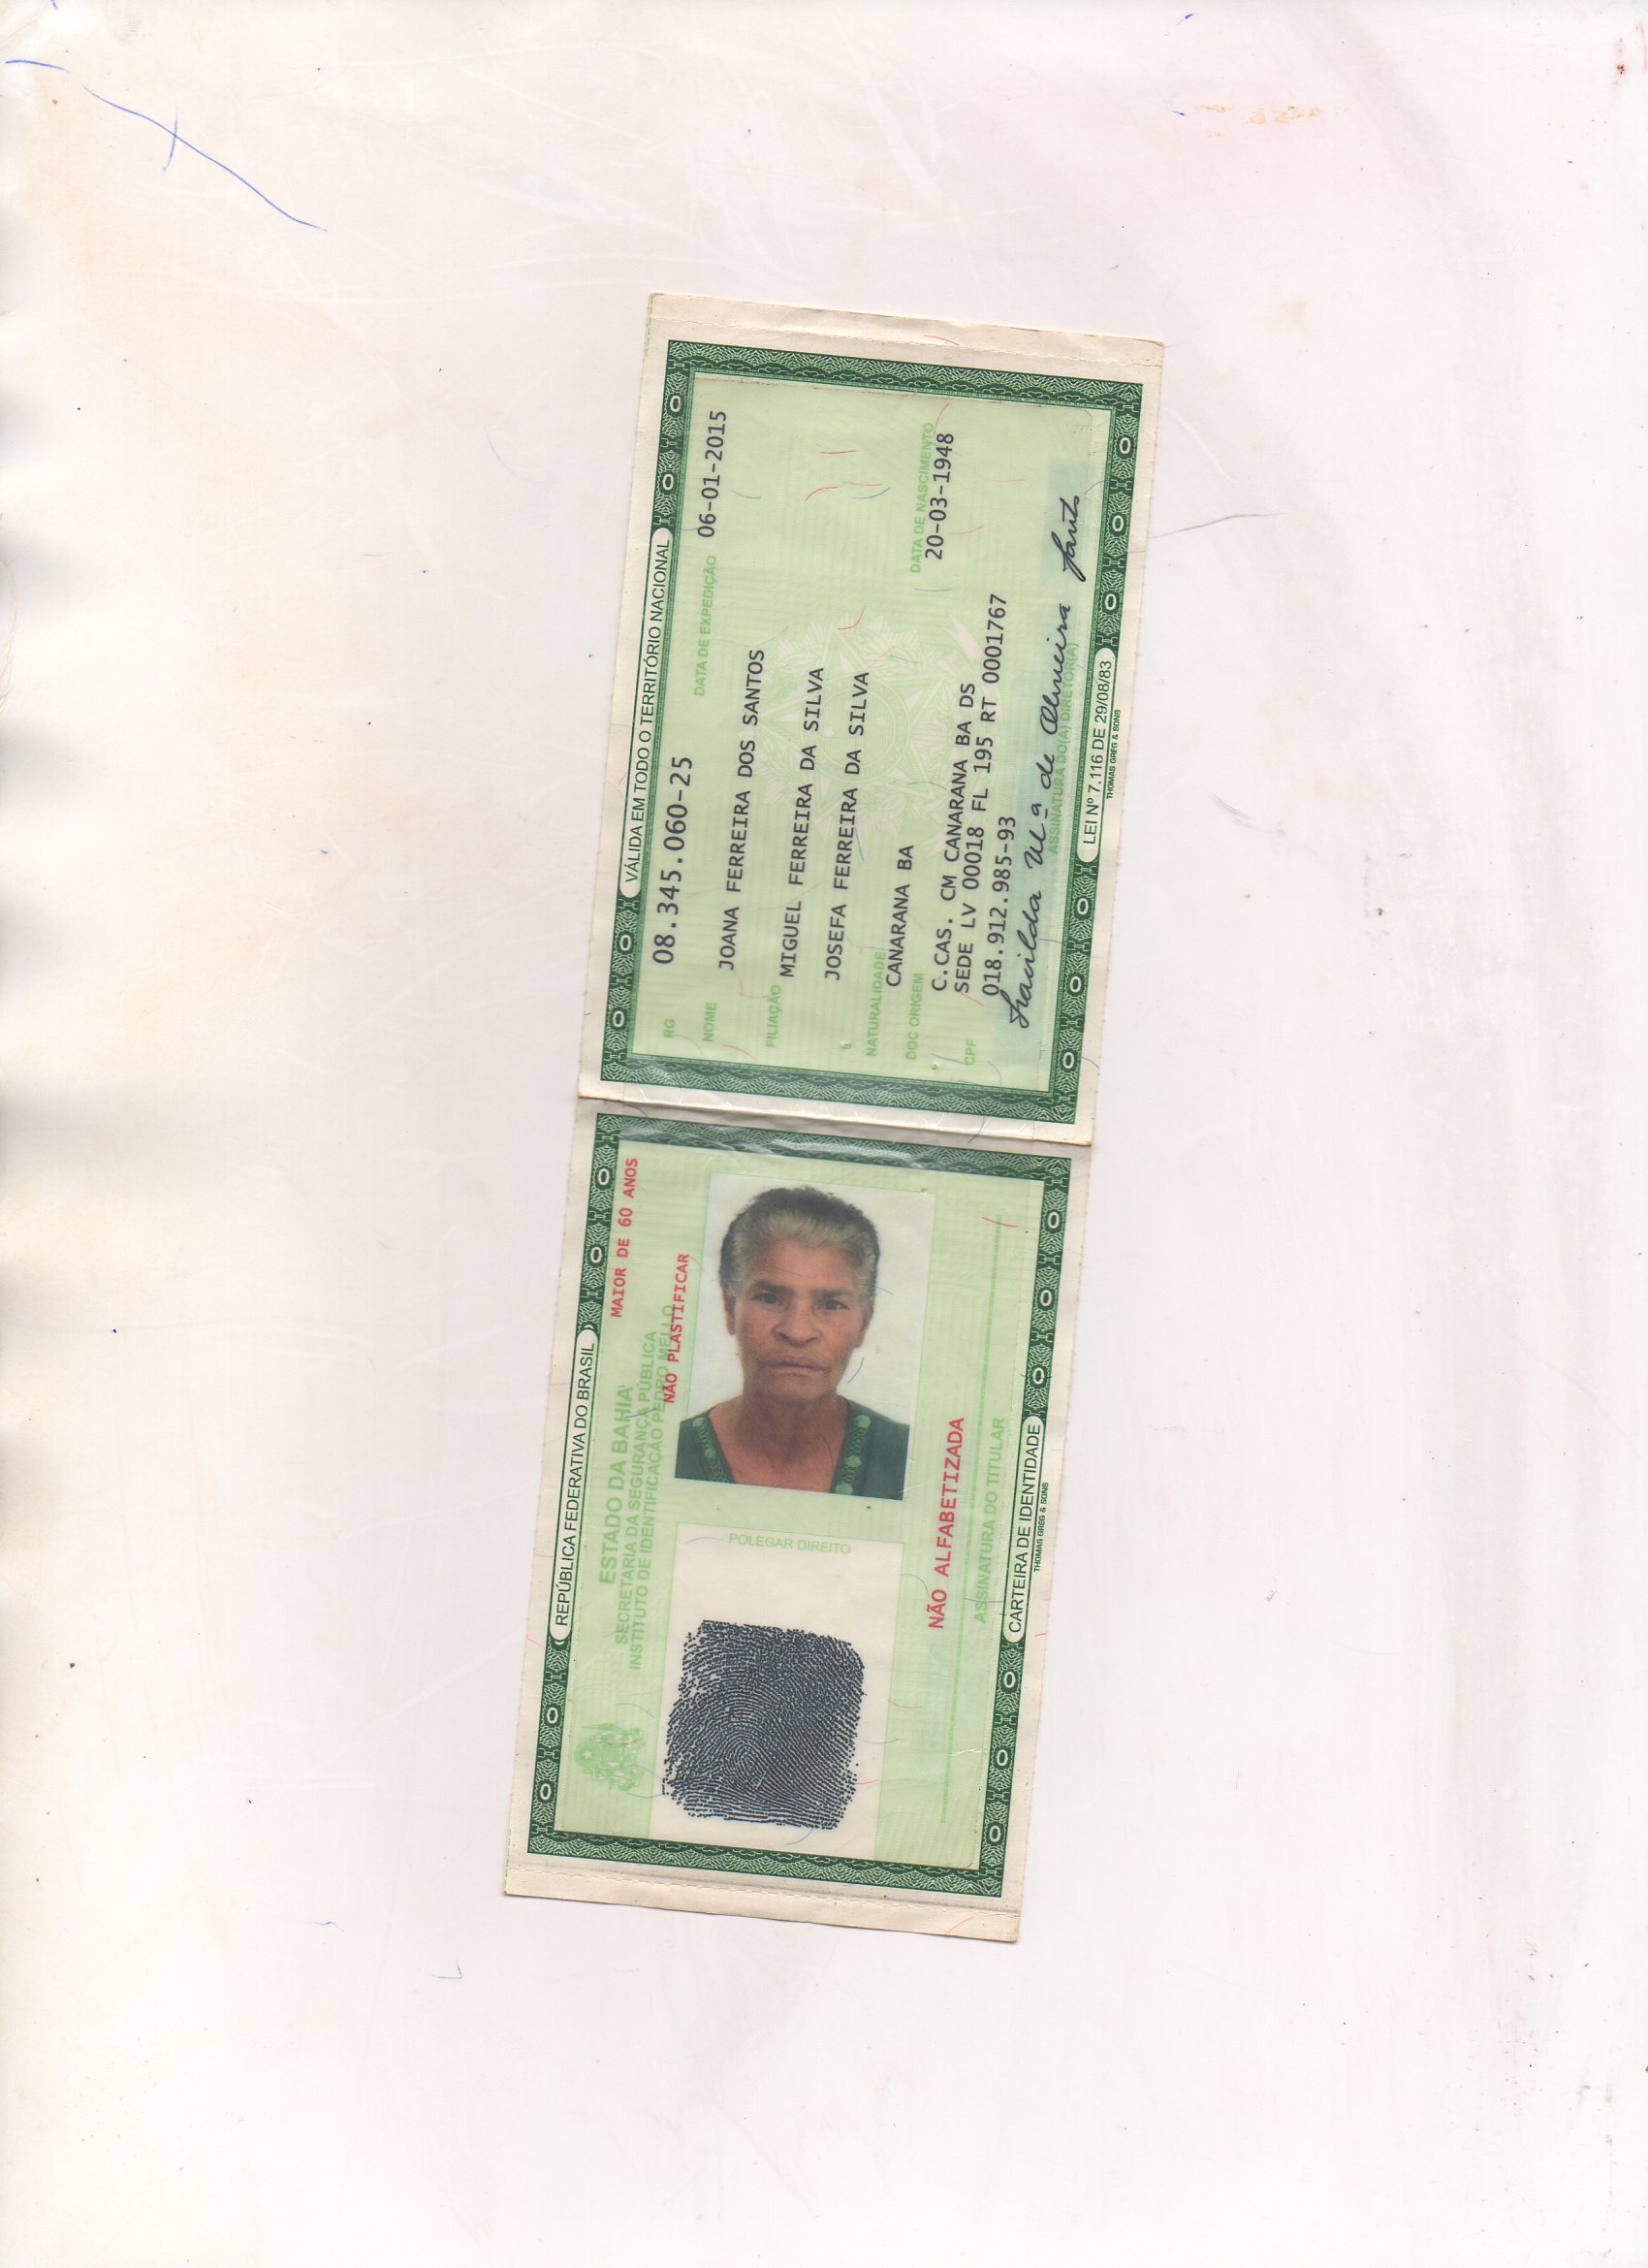 VÁLIDA EM TODO O TERRITÓRIO NACIONAL
RG 08.345.060-25 DATA DE EXPEDIÇÃO 06-01-2015
NOME JOANA FERREIRA DOS SANTOS
FILIAÇÃO MIGUEL FERREIRA DA SILVA
JOSEFA FERREIRA DA SILVA
NATURALIDADE DATA DE NASCIMENTO
CANARANA BA 20-03-1948
DOC ORIGEM C.CAS. CM CANARANA BA DS
SEDE LV 00018 FL 195 RT 0001767
CPF 018.912.985-93
Mª de Oliveira
ASSINATURA DO(A) DIRETOR(A)
LEI Nº 7.116 DE 29/08/83
THOMAS GREG & SONS
REPÚBLICA FEDERATIVA DO BRASIL
MAIOR DE 60 ANOS
ESTADO DA BAHIA
SECRETARIA DA SEGURANÇA PÚBLICA
INSTITUTO DE IDENTIFICAÇÃO PEDRO MELLO
NÃO PLASTIFICAR
POLEGAR DIREITO
NÃO ALFABETIZADA
ASSINATURA DO TITULAR
CARTEIRA DE IDENTIDADE
THOMAS GREG & SONS